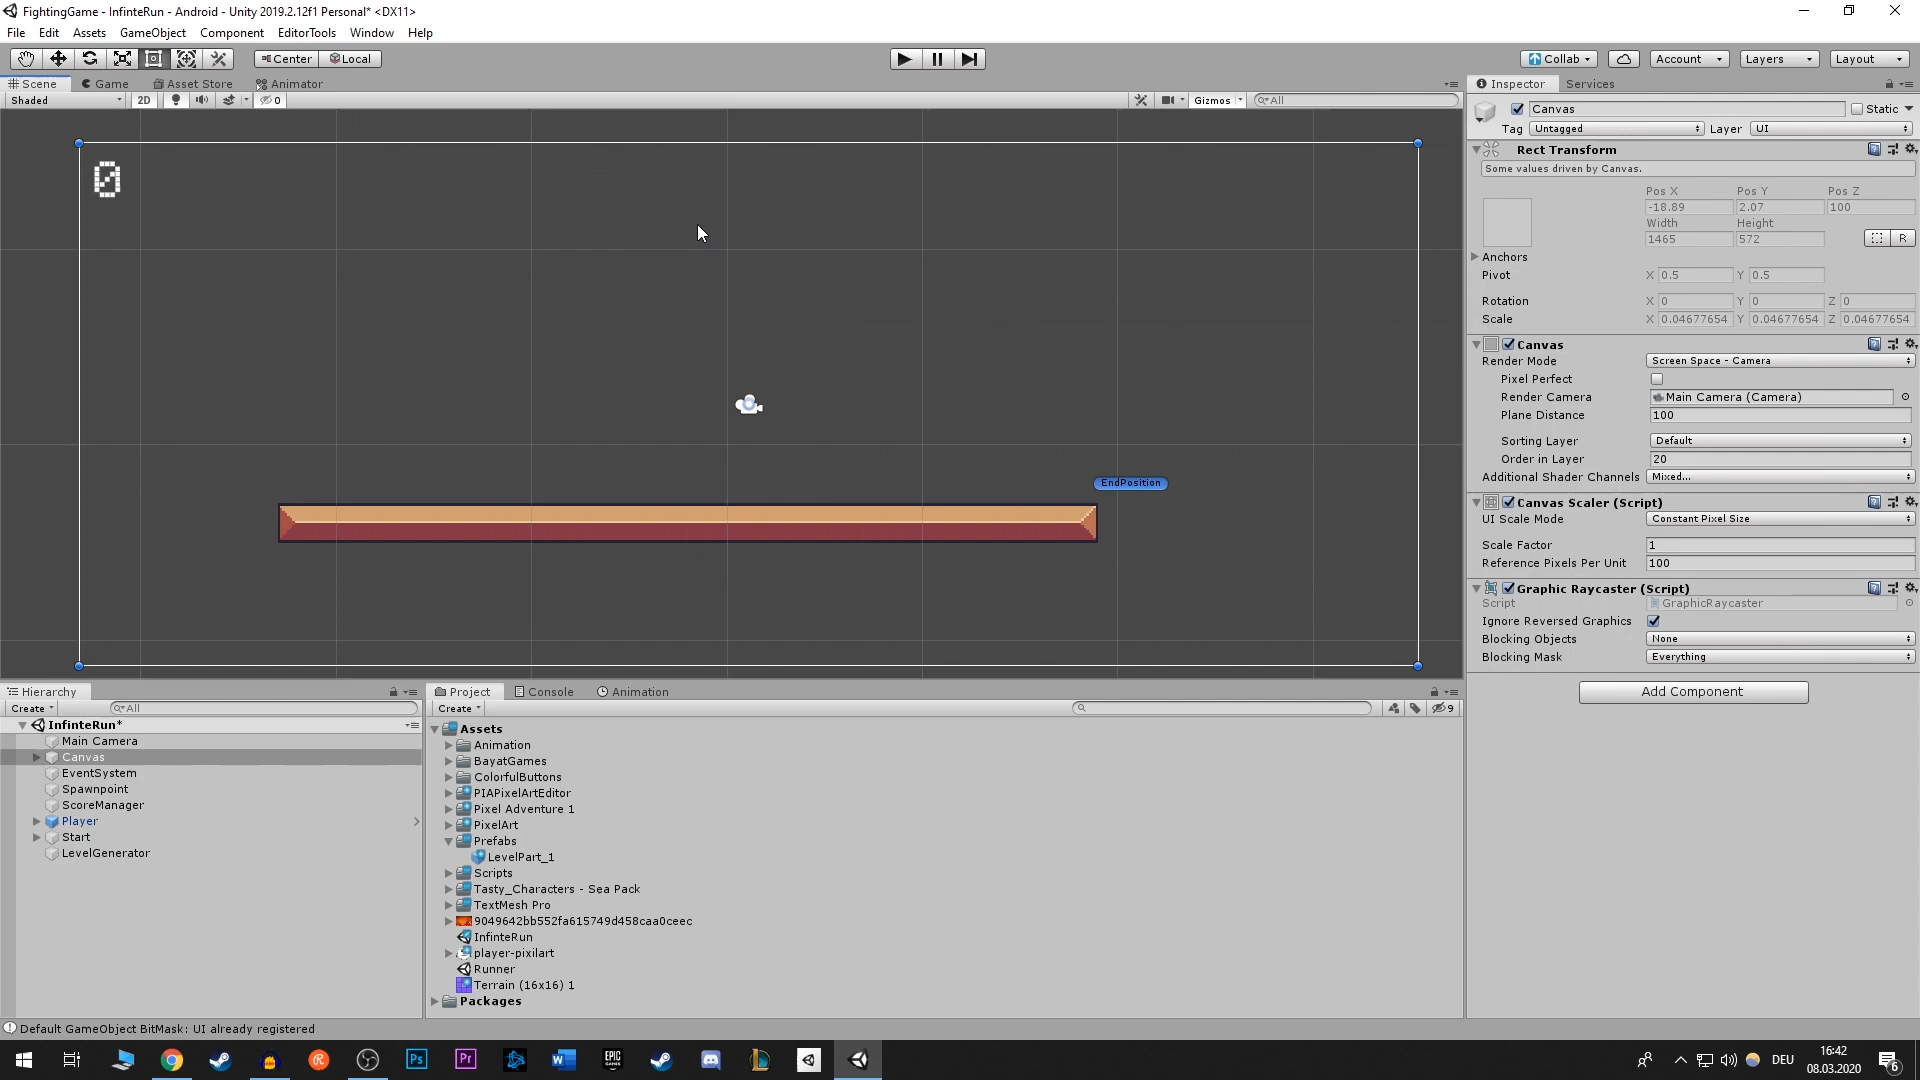 FightingGame - InfinteRun - Android - Unity 2019.2.12f1 Personal* <DX11>
File Edit Assets GameObject Component EditorTools Window Help
Center Local Collab Account Layers Layout
Scene Game Asset Store Animator
Shaded 2D 0 Gizmos All
0
EndPosition
Inspector Services
Canvas Static
Tag Untagged Layer UI
Rect Transform
Some values driven by Canvas.
Pos X Pos Y Pos Z
-18.89 2.07 100
Width Height
1465 572 R
Anchors
Pivot X 0.5 Y 0.5
Rotation X 0 Y 0 Z 0
Scale X 0.04677654 Y 0.04677654 Z 0.04677654
Canvas
Render Mode Screen Space - Camera
Pixel Perfect
Render Camera Main Camera (Camera)
Plane Distance 100
Sorting Layer Default
Order in Layer 20
Additional Shader Channels Mixed...
Canvas Scaler (Script)
UI Scale Mode Constant Pixel Size
Scale Factor 1
Reference Pixels Per Unit 100
Graphic Raycaster (Script)
Script GraphicRaycaster
Ignore Reversed Graphics
Blocking Objects None
Blocking Mask Everything
Add Component
Hierarchy
Create All
InfinteRun*
Main Camera
Canvas
EventSystem
Spawnpoint
ScoreManager
Player
Start
LevelGenerator
Project Console Animation
Create 9
Assets
Animation
BayatGames
ColorfulButtons
PIAPixelArtEditor
Pixel Adventure 1
PixelArt
Prefabs
LevelPart_1
Scripts
Tasty_Characters - Sea Pack
TextMesh Pro
9049642bb552fa615749d458caa0ceec
InfinteRun
player-pixilart
Runner
Terrain (16x16) 1
Packages
Default GameObject BitMask: UI already registered
Ps Pr W EPIC GAMES DEU 16:42
08.03.2020 6